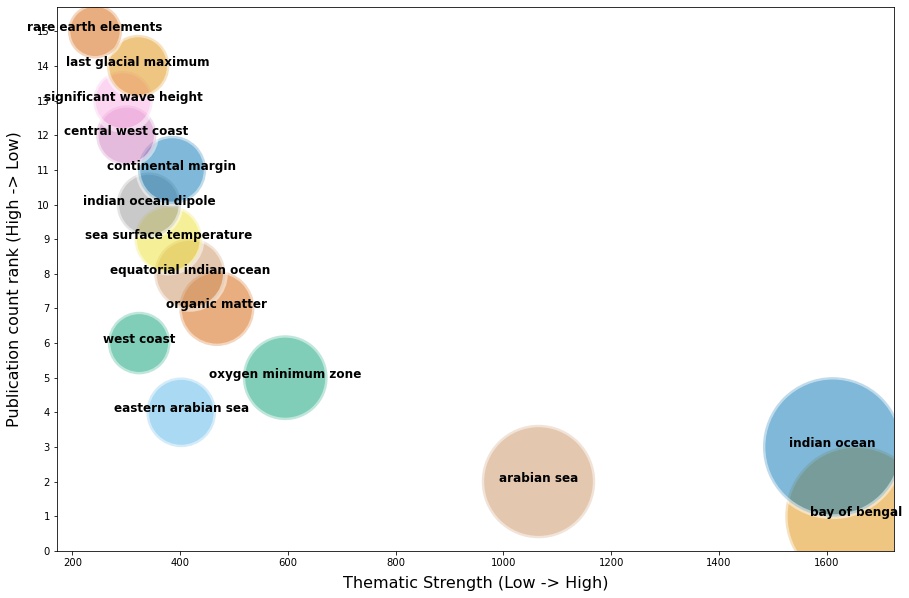 rare earth elements
15
last glacial maximum
14
significant wave height
13
central west coast
12
continental margin
11
indian ocean dipole
10
sea surface temperature
9
equatorial indian ocean
8
organic matter
7
west coast
6
oxygen minimum zone
5
eastern arabian sea
4
indian ocean
3
arabian sea
2
bay of bengal
1
0
200 400 600 800 1000 1200 1400 1600
Thematic Strength (Low -> High)
Publication count rank (High -> Low)